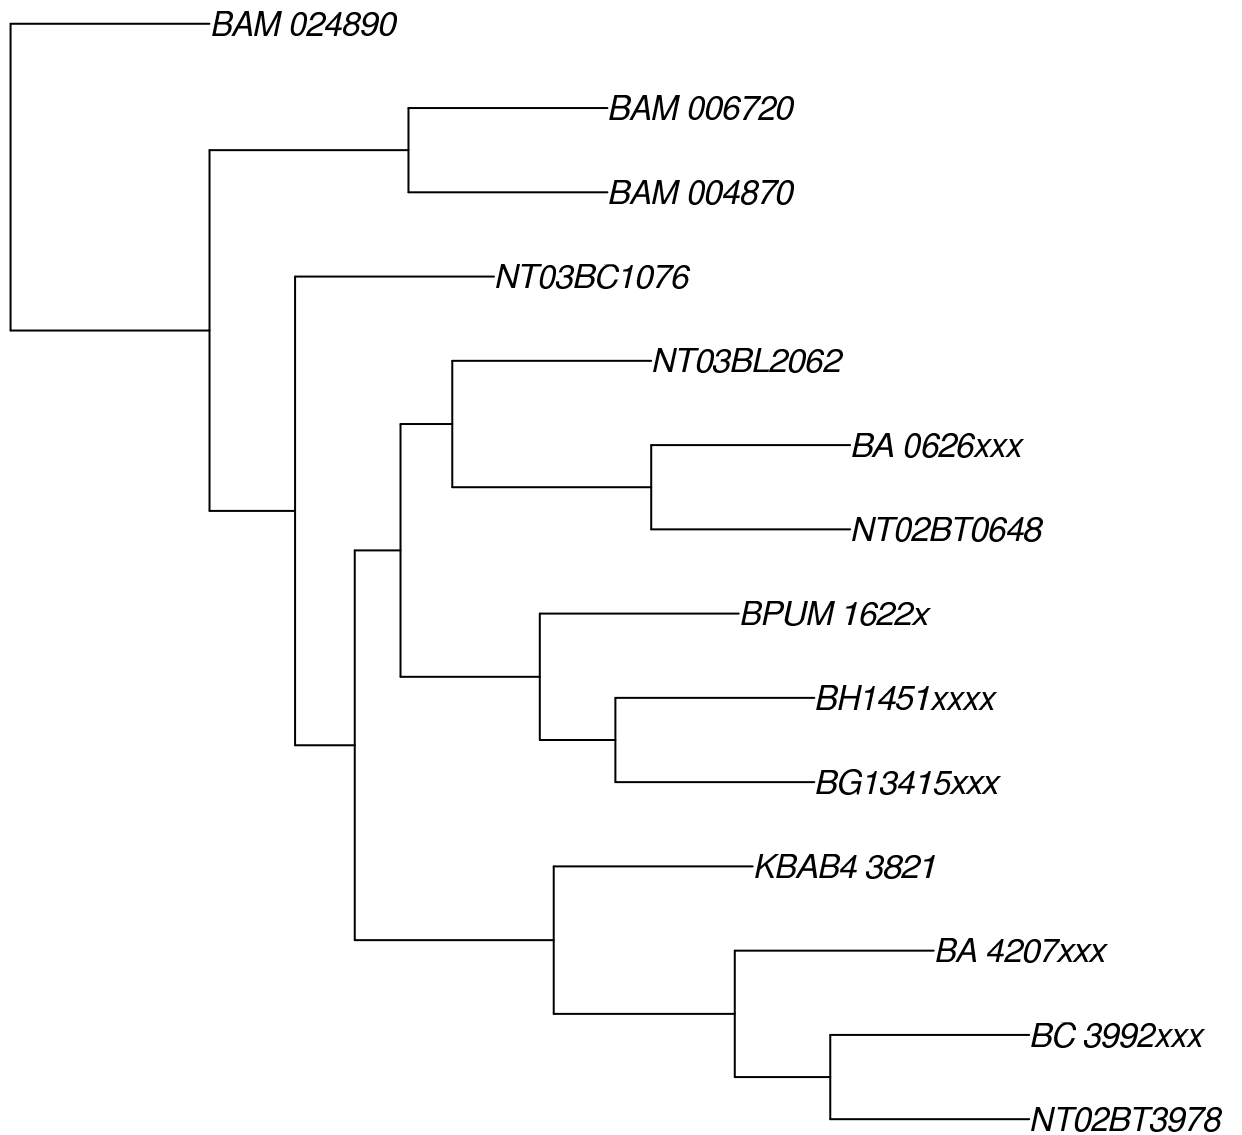 BAM 024890
BAM 006720
BAM 004870
NT03BC1076
NT03BL2062
BA 0626xxx
NT02BT0648
BPUM 1622x
BH1451xxxx
BG13415xxx
KBAB4 3821
BA 4207xxx
BC 3992xxx
NT02BT3978